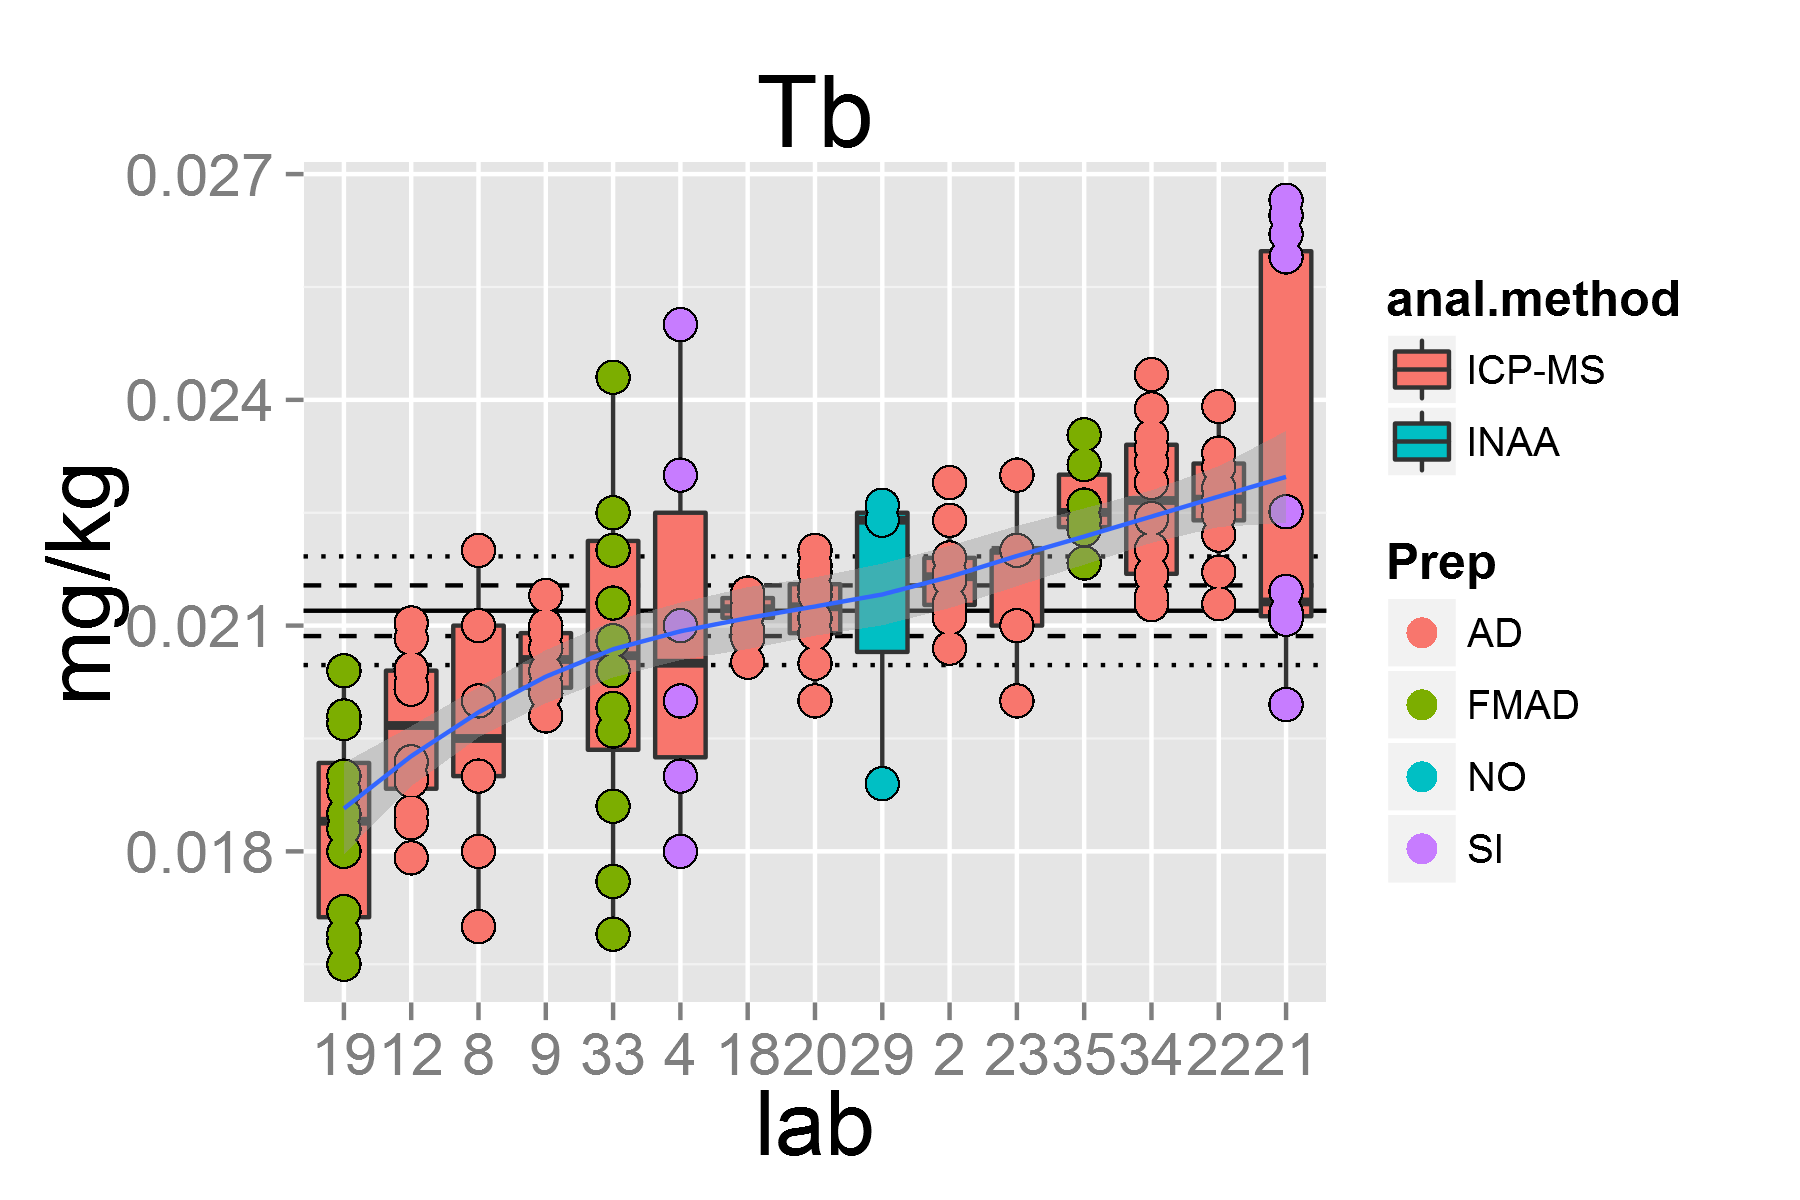 Tb
mg/kg
0.027
0.024
0.021
0.018
19 12 8 9 33 4 18 20 29 2 23 35 34 22 21
lab
anal.method
ICP-MS
INAA
Prep
AD
FMAD
NO
SI